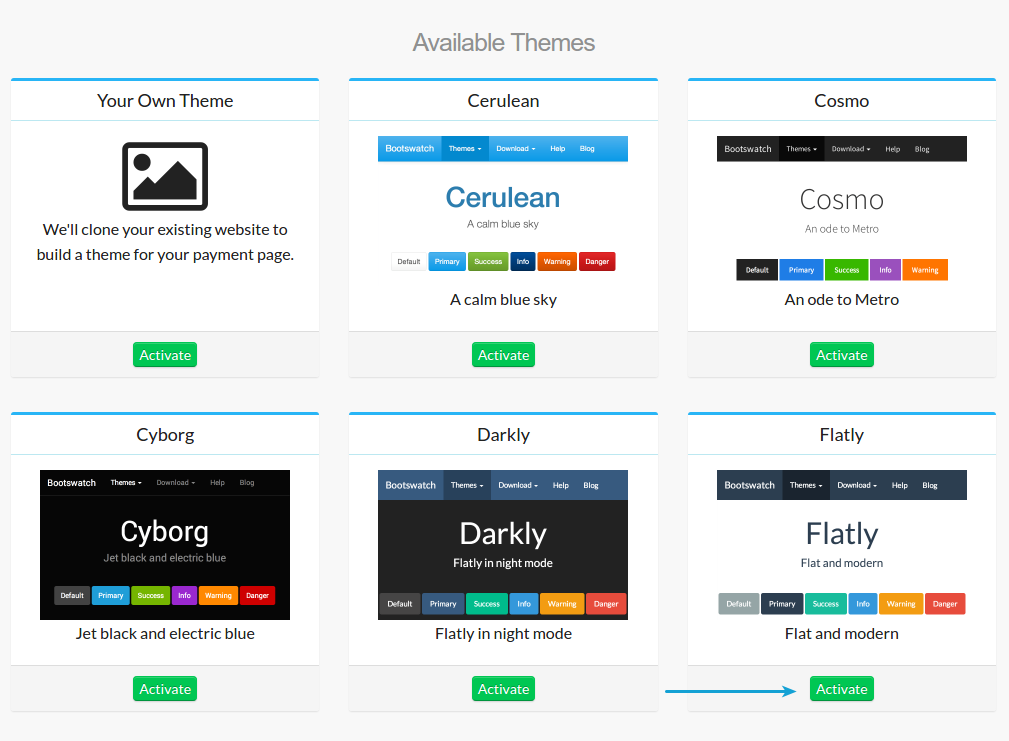 Available Themes
Your Own Theme
We'll clone your existing website to
build a theme for your payment page.
Activate
Cerulean
Bootswatch Themes Download Help Blog
Cerulean
A calm blue sky
Default Primary Success Info Warning Danger
A calm blue sky
Activate
Cosmo
Bootswatch Themes Download Help Blog
Cosmo
An ode to Metro
Default Primary Success Info Warning
An ode to Metro
Activate
Cyborg
Bootswatch Themes Download Help Blog
Cyborg
Jet black and electric blue
Default Primary Success Info Warning Danger
Jet black and electric blue
Activate
Darkly
Bootswatch Themes Download Help Blog
Darkly
Flatly in night mode
Default Primary Success Info Warning Danger
Flatly in night mode
Activate
Flatly
Bootswatch Themes Download Help Blog
Flatly
Flat and modern
Default Primary Success Info Warning Danger
Flat and modern
Activate